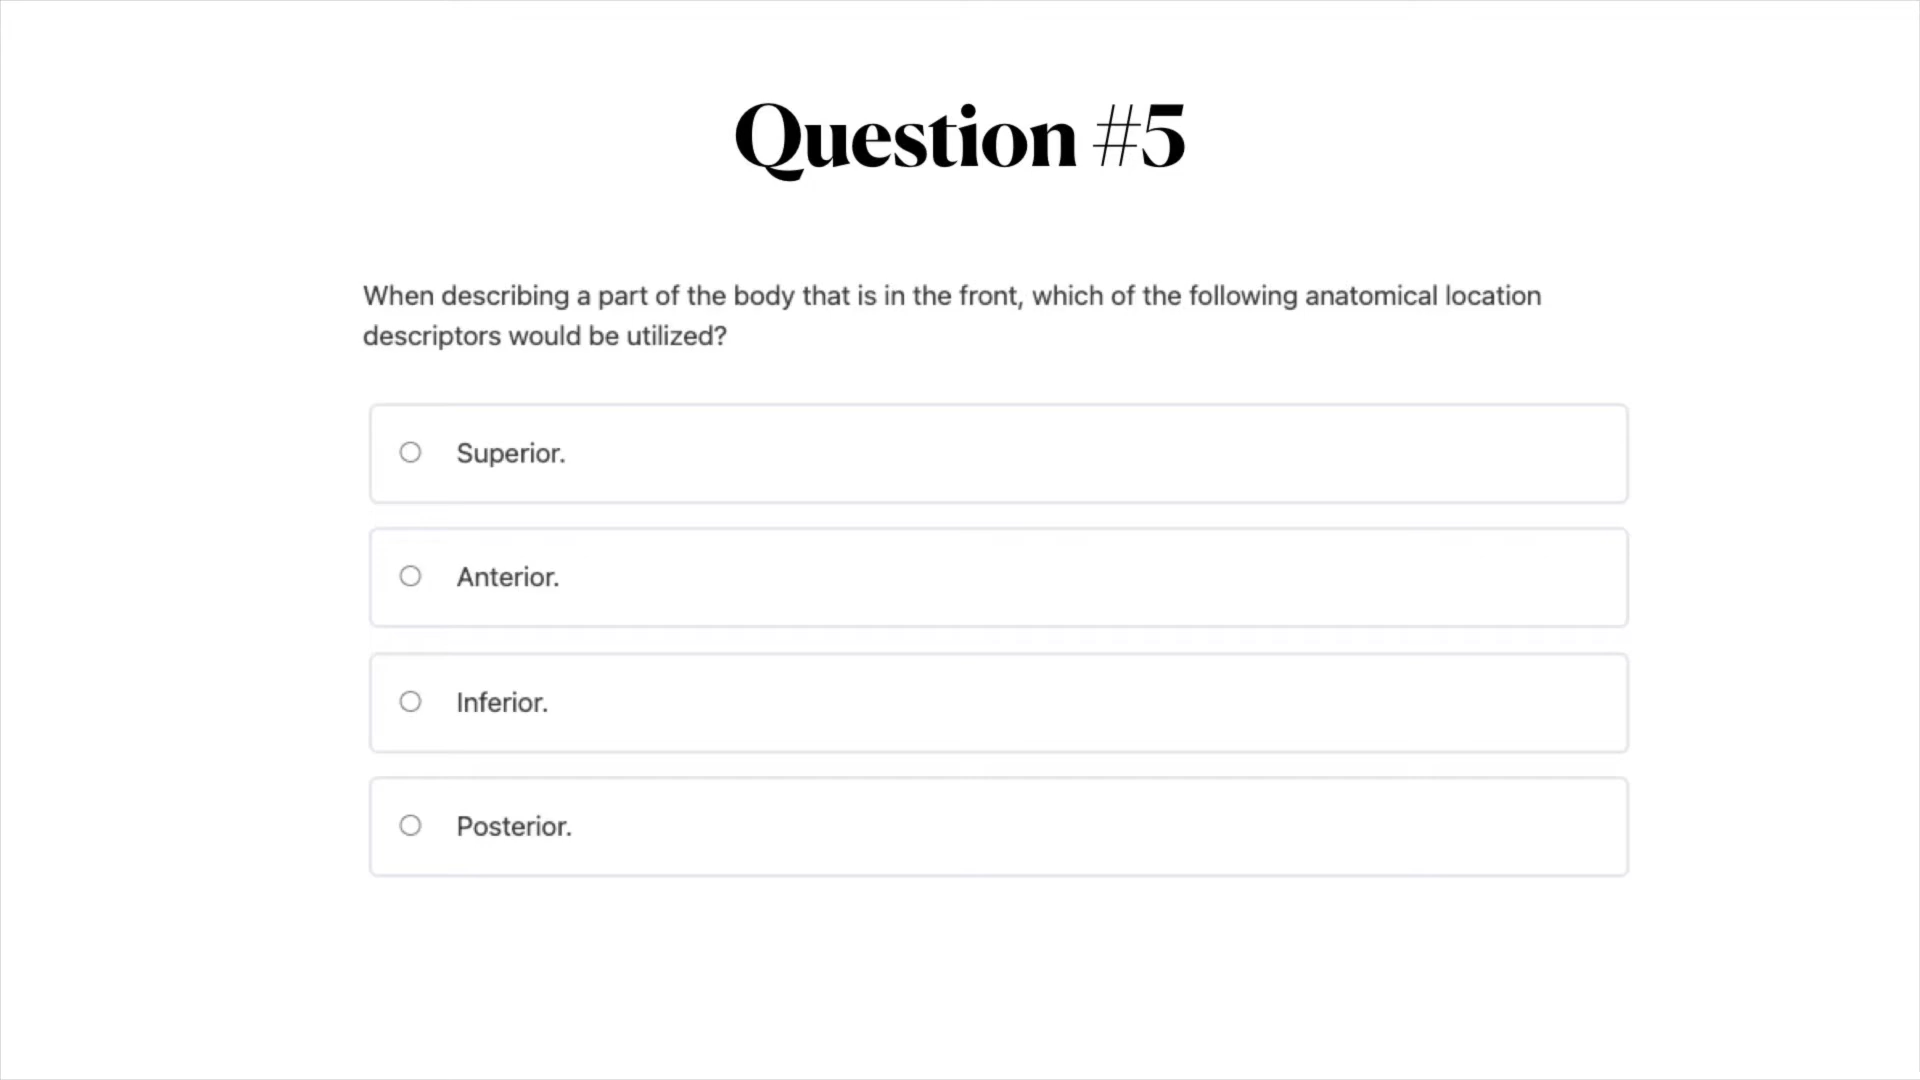 Question #5
When describing a part of the body that is in the front, which of the following anatomical location
descriptors would be utilized?
Superior.
Anterior.
Inferior.
Posterior.